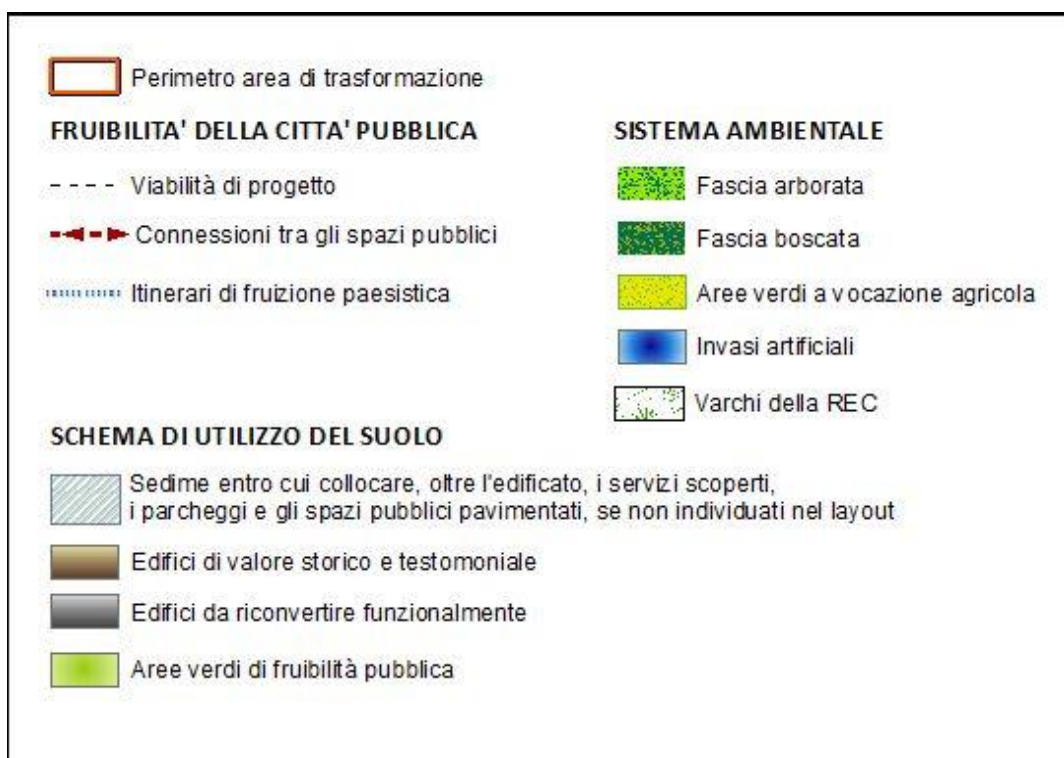 Perimetro area di trasformazione
FRUIBILITA' DELLA CITTA' PUBBLICA
Viabilità di progetto
Connessioni tra gli spazi pubblici
Itinerari di fruizione paesistica
SISTEMA AMBIENTALE
Fascia arborata
Fascia boscata
Aree verdi a vocazione agricola
Invasi artificiali
Varchi della REC
SCHEMA DI UTILIZZO DEL SUOLO
Sedime entro cui collocare, oltre l'edificato, i servizi scoperti,
i parcheggi e gli spazi pubblici pavimentati, se non individuati nel layout
Edifici di valore storico e testomoniale
Edifici da riconvertire funzionalmente
Aree verdi di fruibilità pubblica